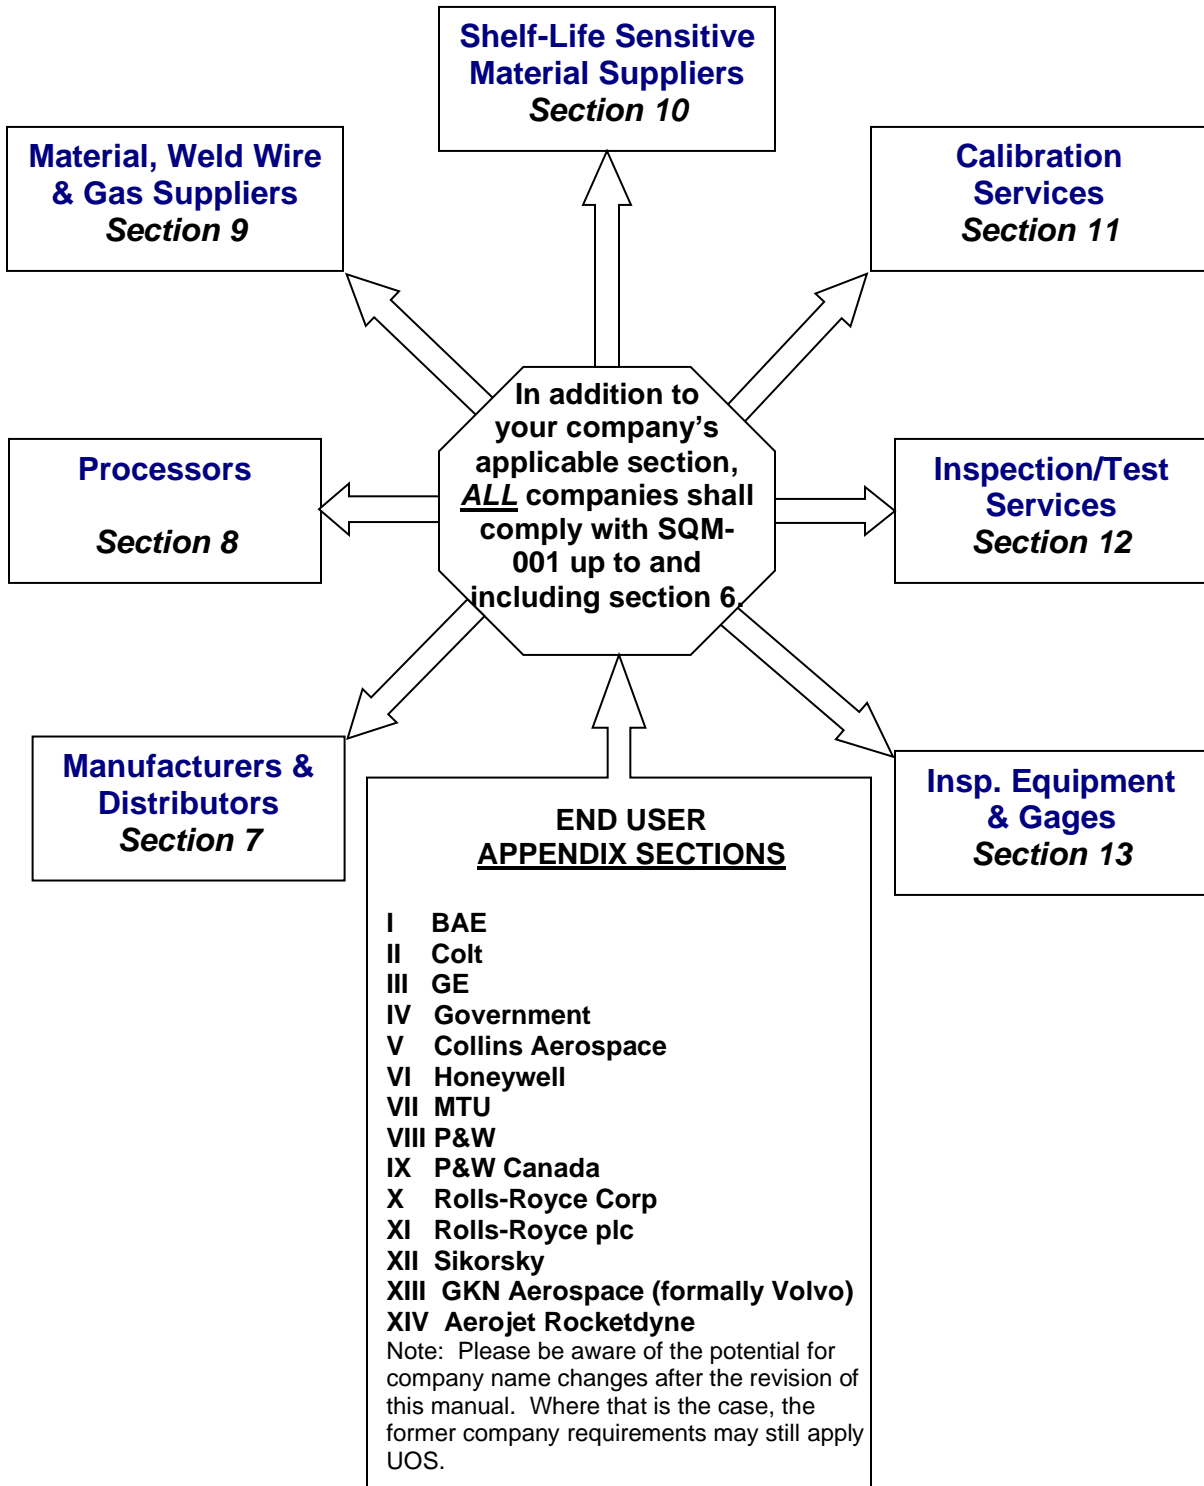 Shelf-Life Sensitive
Material Suppliers
Section 10
Material, Weld Wire
& Gas Suppliers
Section 9
Calibration
Services
Section 11
In addition to
your company’s
applicable section,
ALL companies shall
comply with SQM-
001 up to and
including section 6.
Processors
Section 8
Inspection/Test
Services
Section 12
Manufacturers &
Distributors
Section 7
Insp. Equipment
& Gages
Section 13
END USER
APPENDIX SECTIONS
I BAE
II Colt
III GE
IV Government
V Collins Aerospace
VI Honeywell
VII MTU
VIII P&W
IX P&W Canada
X Rolls-Royce Corp
XI Rolls-Royce plc
XII Sikorsky
XIII GKN Aerospace (formally Volvo)
XIV Aerojet Rocketdyne
Note: Please be aware of the potential for
company name changes after the revision of
this manual. Where that is the case, the
former company requirements may still apply
UOS.